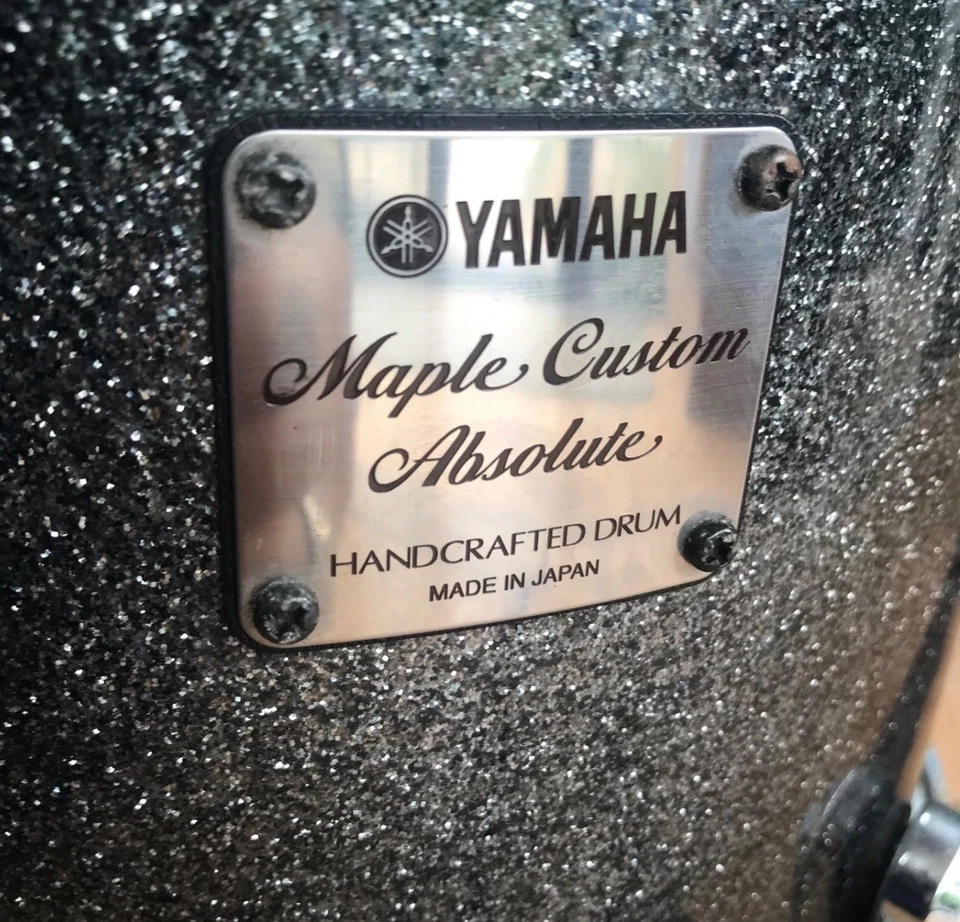 YAMAHA
Maple Custom
Absolute
HANDCRAFTED DRUM
MADE IN JAPAN